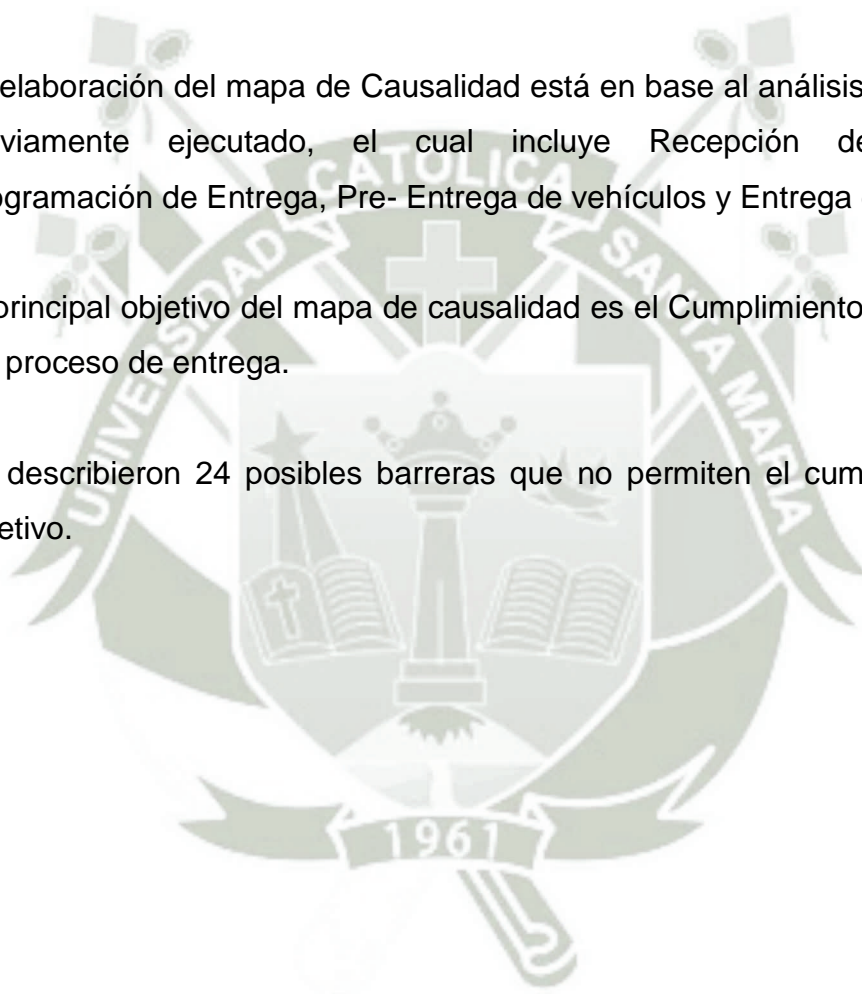 elaboración del mapa de Causalidad está en base al análisis
viamente ejecutado, el cual incluye Recepción de
gramación de Entrega, Pre- Entrega de vehículos y Entrega
principal objetivo del mapa de causalidad es el Cumplimiento
proceso de entrega.
describieron 24 posibles barreras que no permiten el cum
etivo.
UNIVERSIDAD CATOLICA SANTA MARIA
1961